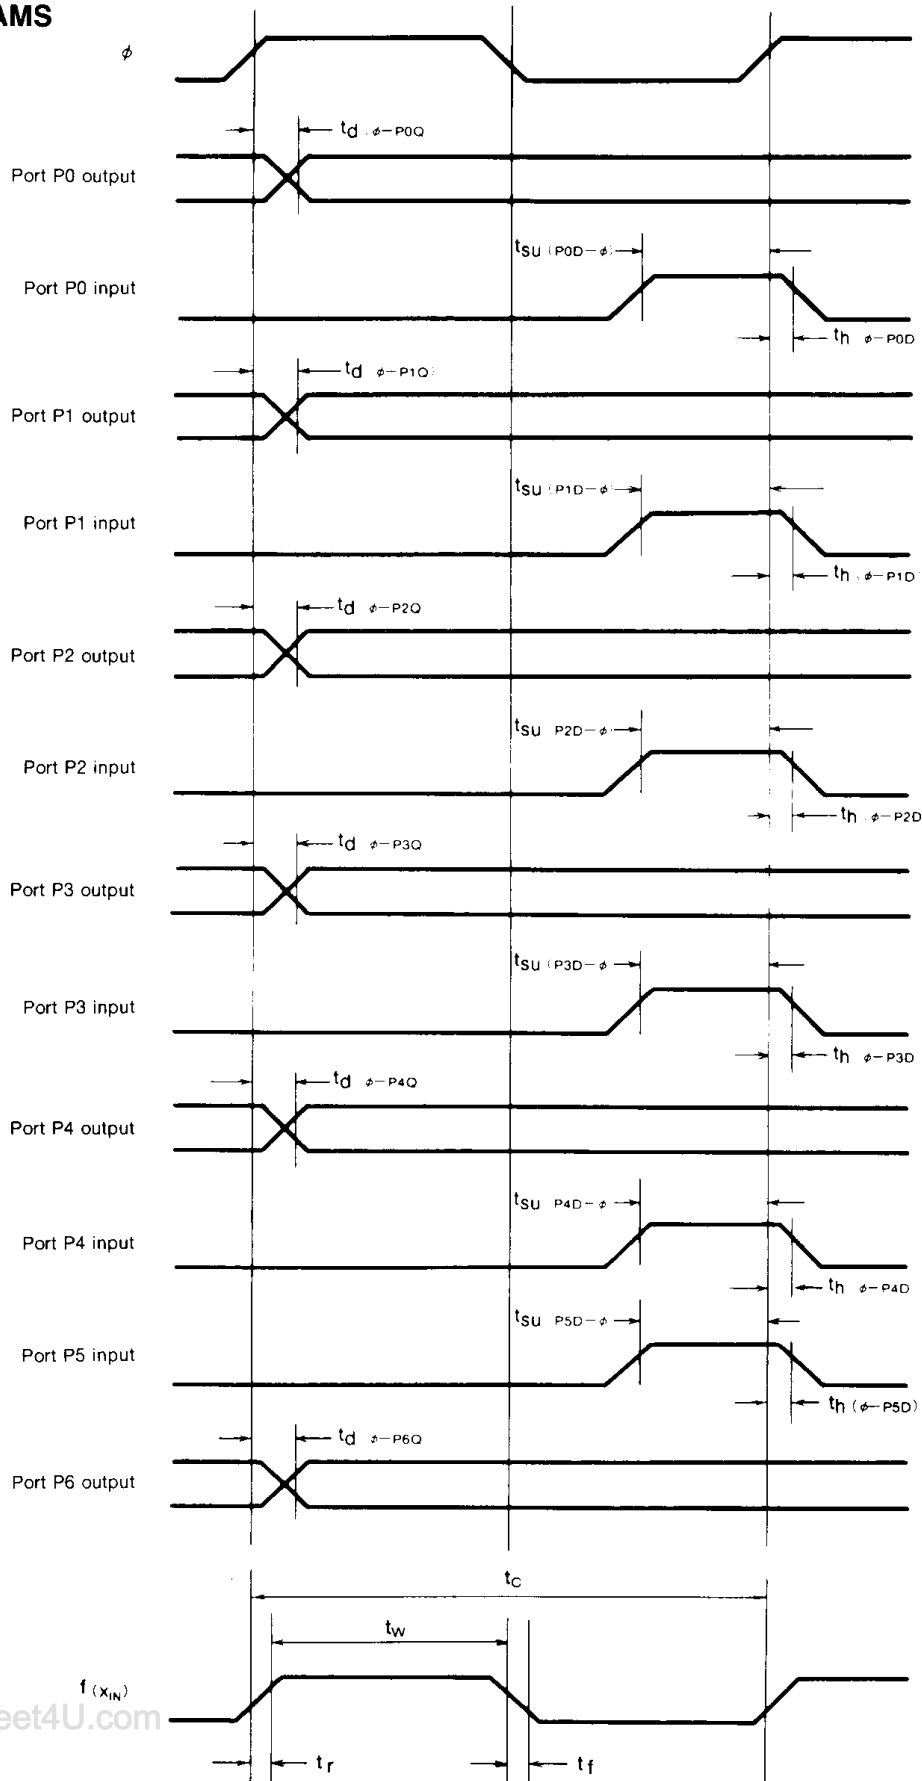 AMS
φ
td φ−P0Q
Port P0 output
tsu (P0D−φ)
Port P0 input
th φ−P0D
td φ−P1Q
Port P1 output
tsu (P1D−φ)
Port P1 input
th φ−P1D
td φ−P2Q
Port P2 output
tsu P2D−φ
Port P2 input
th φ−P2D
td φ−P3Q
Port P3 output
tsu (P3D−φ
Port P3 input
th φ−P3D
td φ−P4Q
Port P4 output
tsu P4D−φ
Port P4 input
th φ−P4D
tsu P5D−φ
Port P5 input
th (φ−P5D)
td φ−P6Q
Port P6 output
tc
tw
f (XIN)
eet4U.com
tr tf